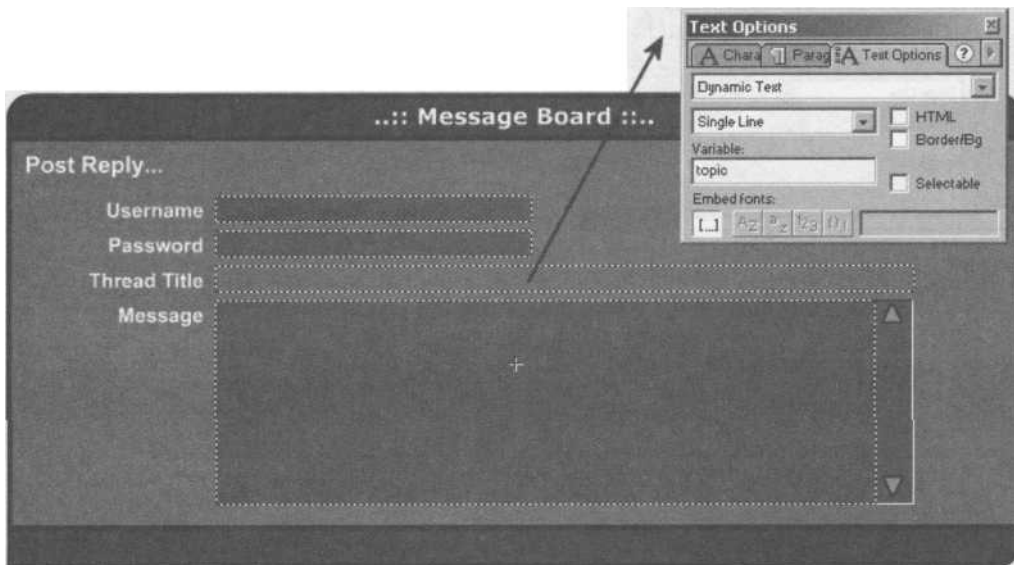 Text Options
A Chara Parag A Text Options ?
Dynamic Text
Single Line
HTML
Border/Bg
Variable:
topic
Selectable
Embed fonts:
[...]
..:: Message Board ::..
Post Reply...
Username
Password
Thread Title
Message